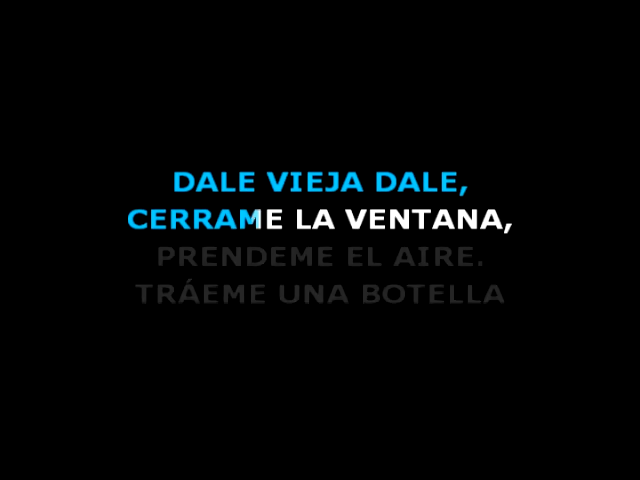 DALE VIEJA DALE,
CERRAME LA VENTANA,
PRENDEME EL AIRE.
TRÁEME UNA BOTELLA